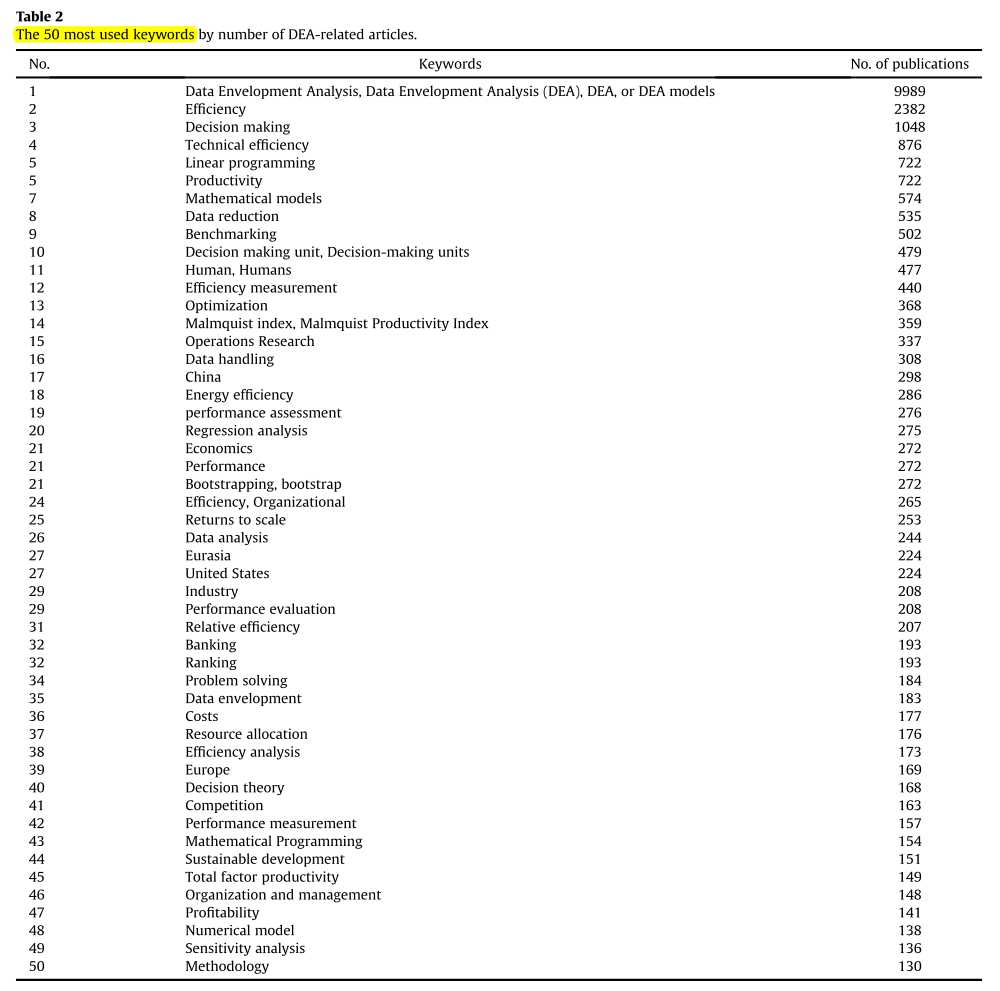 Table 2
The 50 most used keywords by number of DEA-related articles.
No. Keywords No. of publications
1 Data Envelopment Analysis, Data Envelopment Analysis (DEA), DEA, or DEA models 9989
2 Efficiency 2382
3 Decision making 1048
4 Technical efficiency 876
5 Linear programming 722
5 Productivity 722
7 Mathematical models 574
8 Data reduction 535
9 Benchmarking 502
10 Decision making unit, Decision-making units 479
11 Human, Humans 477
12 Efficiency measurement 440
13 Optimization 368
14 Malmquist index, Malmquist Productivity Index 359
15 Operations Research 337
16 Data handling 308
17 China 298
18 Energy efficiency 286
19 performance assessment 276
20 Regression analysis 275
21 Economics 272
21 Performance 272
21 Bootstrapping, bootstrap 272
24 Efficiency, Organizational 265
25 Returns to scale 253
26 Data analysis 244
27 Eurasia 224
27 United States 224
29 Industry 208
29 Performance evaluation 208
31 Relative efficiency 207
32 Banking 193
32 Ranking 193
34 Problem solving 184
35 Data envelopment 183
36 Costs 177
37 Resource allocation 176
38 Efficiency analysis 173
39 Europe 169
40 Decision theory 168
41 Competition 163
42 Performance measurement 157
43 Mathematical Programming 154
44 Sustainable development 151
45 Total factor productivity 149
46 Organization and management 148
47 Profitability 141
48 Numerical model 138
49 Sensitivity analysis 136
50 Methodology 130